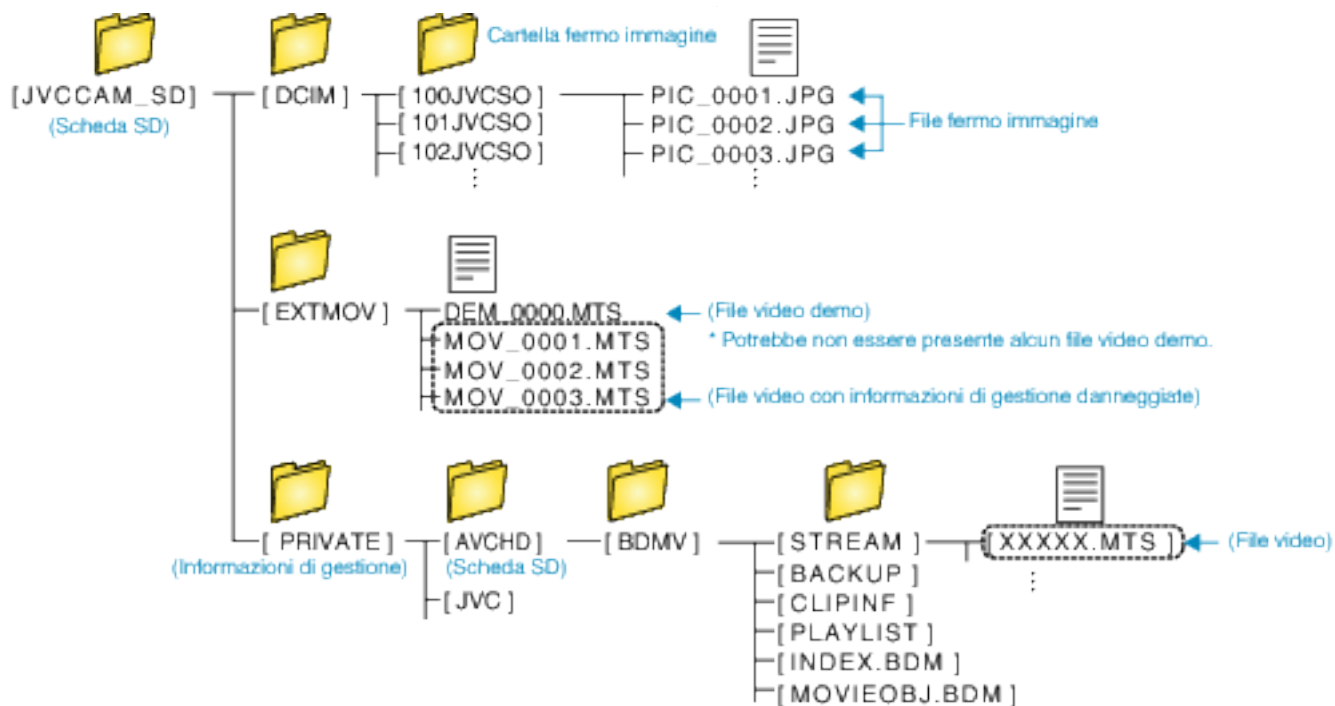 Cartella fermo immagine
[JVCCAM_SD]
(Scheda SD)
[DCIM]
[100JVCSO]
[101JVCSO]
[102JVCSO]
PIC_0001.JPG
PIC_0002.JPG
PIC_0003.JPG
File fermo immagine
[EXTMOV]
DEM_0000.MTS
(File video demo)
MOV_0001.MTS
* Potrebbe non essere presente alcun file video demo.
MOV_0002.MTS
MOV_0003.MTS
(File video con informazioni di gestione danneggiate)
[PRIVATE]
(Informazioni di gestione)
[AVCHD]
(Scheda SD)
[JVC]
[BDMV]
[STREAM]
[BACKUP]
[CLIPINF]
[PLAYLIST]
[INDEX.BDM]
[MOVIEOBJ.BDM]
[XXXXX.MTS]
(File video)